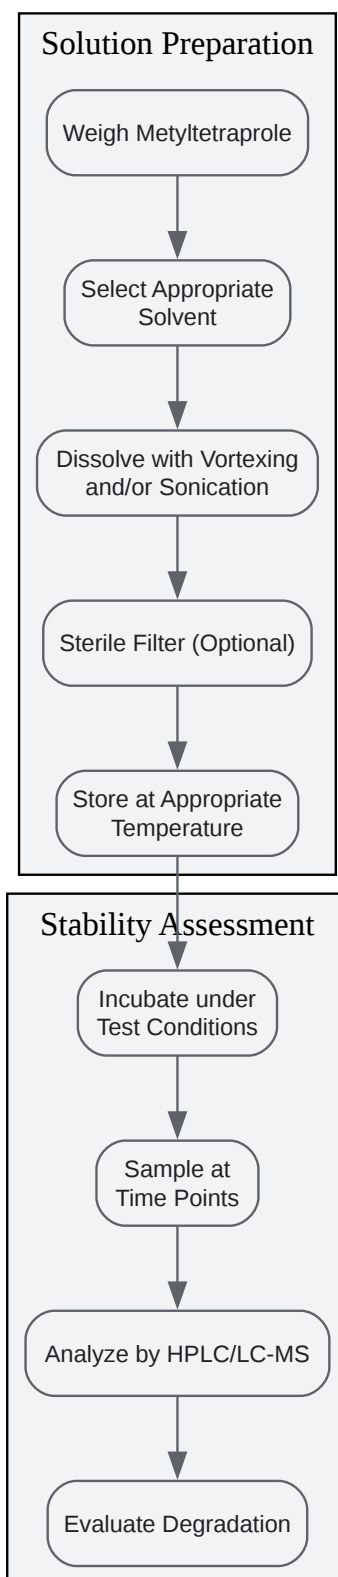 Solution Preparation
Weigh Metyltetraprole
Select Appropriate
Solvent
Dissolve with Vortexing
and/or Sonication
Sterile Filter (Optional)
Store at Appropriate
Temperature
Stability Assessment
Incubate under
Test Conditions
Sample at
Time Points
Analyze by HPLC/LC-MS
Evaluate Degradation